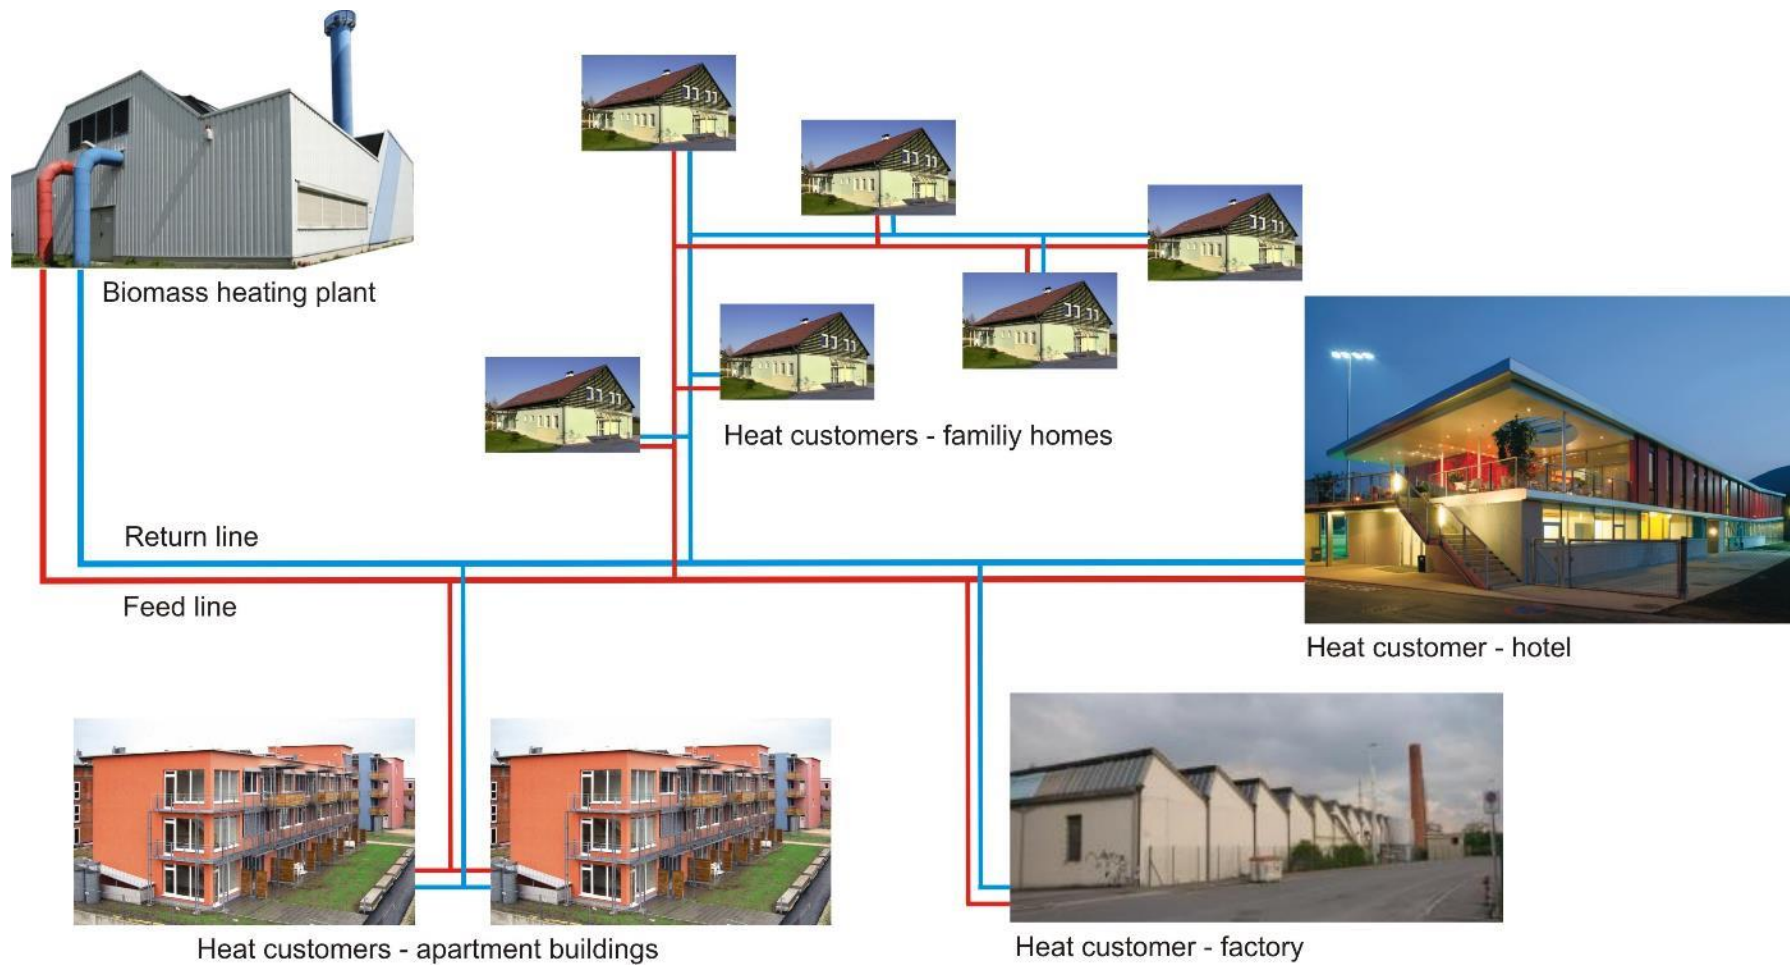 Biomass heating plant
Heat customers - familiy homes
Return line
Feed line
Heat customer - hotel
Heat customers - apartment buildings
Heat customer - factory